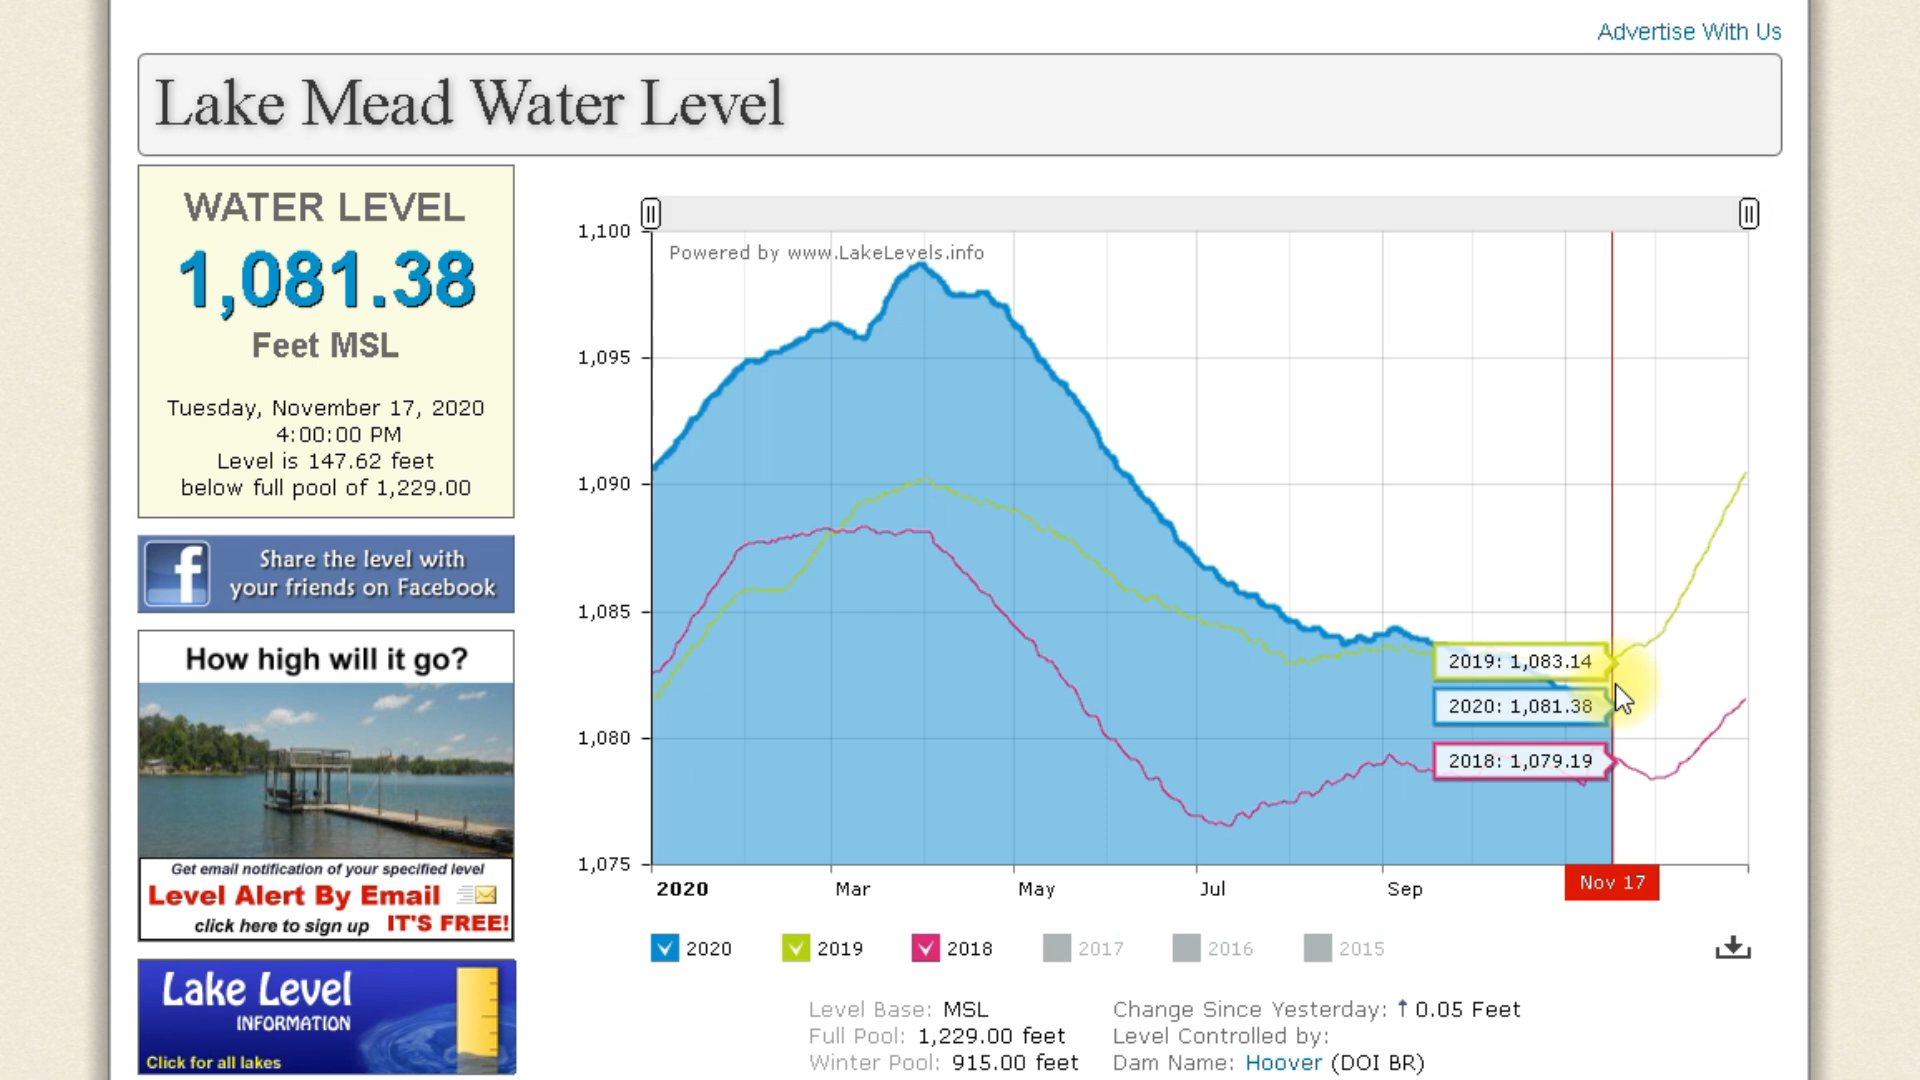 Advertise With Us
Lake Mead Water Level
WATER LEVEL
1,081.38
Feet MSL
Tuesday, November 17, 2020
4:00:00 PM
Level is 147.62 feet
below full pool of 1,229.00
Share the level with
your friends on Facebook
How high will it go?
Get email notification of your specified level
Level Alert By Email
click here to sign up IT'S FREE!
Lake Level
INFORMATION
Click for all lakes
Powered by www.LakeLevels.info
1,100
1,095
1,090
1,085
1,080
1,075
2019: 1,083.14
2020: 1,081.38
2018: 1,079.19
2020 Mar May Jul Sep Nov 17
2020 2019 2018 2017 2016 2015
Level Base: MSL
Full Pool: 1,229.00 feet
Winter Pool: 915.00 feet
Change Since Yesterday: ↑ 0.05 Feet
Level Controlled by:
Dam Name: Hoover (DOI BR)